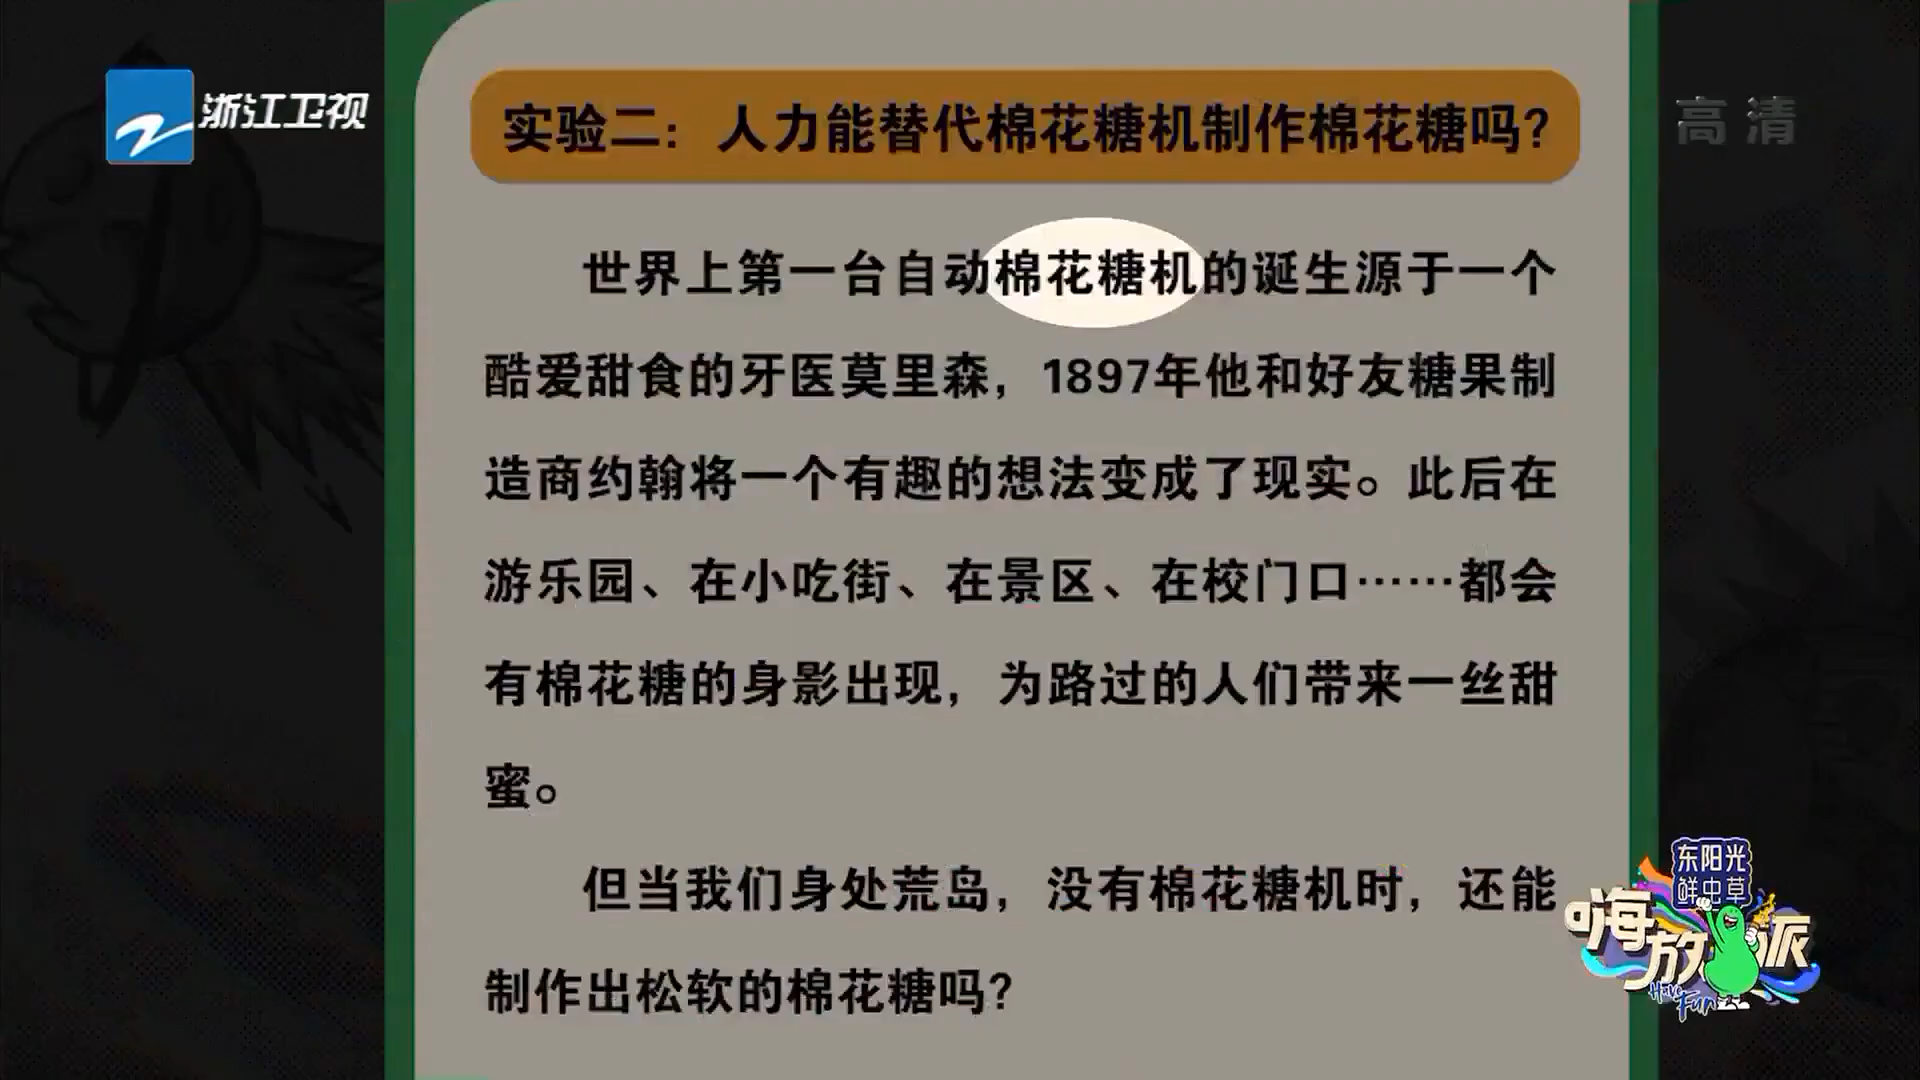 浙江卫视
高清
实验二：人力能替代棉花糖机制作棉花糖吗？
世界上第一台自动棉花糖机的诞生源于一个
酷爱甜食的牙医莫里森，1897年他和好友糖果制
造商约翰将一个有趣的想法变成了现实。此后在
游乐园、在小吃街、在景区、在校门口……都会
有棉花糖的身影出现，为路过的人们带来一丝甜
蜜。
但当我们身处荒岛，没有棉花糖机时，还能
制作出松软的棉花糖吗？
东阳光
鲜虫草
嗨放派
Have Fun